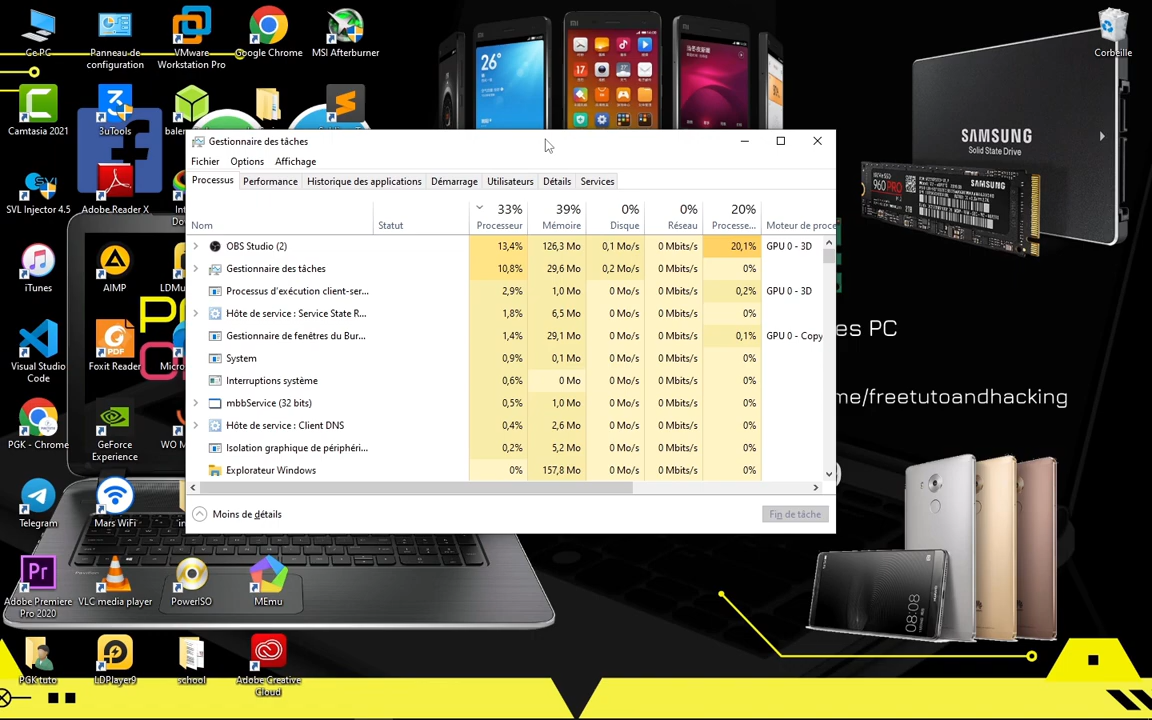 Ce PC
Panneau de
configuration
VMware
Workstation Pro
Google Chrome
MSI Afterburner
Corbeille
Camtasia 2021
3uTools
SVL Injector 4.5
Adobe Reader X
iTunes
AIMP
Visual Studio
Code
Foxit Reader
PGK - Chrome
GeForce
Experience
Telegram
Mars WiFi
Adobe Premiere
Pro 2020
VLC media player
PowerISO
MEmu
PGK tuto
LDPlayer9
school
Adobe Creative
Cloud
26°
SAMSUNG
Solid State Drive
960 PRO
SAMSUNG
es PC
me/freetutoandhacking
08:08
Gestionnaire des tâches
Fichier Options Affichage
Processus Performance Historique des applications Démarrage Utilisateurs Détails Services
33% 39% 0% 0% 20%
Nom Statut Processeur Mémoire Disque Réseau Processe... Moteur de proce
OBS Studio (2) 13,4% 126,3 Mo 0,1 Mo/s 0 Mbits/s 20,1% GPU 0 - 3D
Gestionnaire des tâches 10,8% 29,6 Mo 0,2 Mo/s 0 Mbits/s 0%
Processus d'exécution client-ser... 2,9% 1,0 Mo 0 Mo/s 0 Mbits/s 0,2% GPU 0 - 3D
Hôte de service : Service State R... 1,8% 6,5 Mo 0 Mo/s 0 Mbits/s 0%
Gestionnaire de fenêtres du Bur... 1,4% 29,1 Mo 0 Mo/s 0 Mbits/s 0,1% GPU 0 - Copy
System 0,9% 0,1 Mo 0 Mo/s 0 Mbits/s 0%
Interruptions système 0,6% 0 Mo 0 Mo/s 0 Mbits/s 0%
mbbService (32 bits) 0,5% 1,0 Mo 0 Mo/s 0 Mbits/s 0%
Hôte de service : Client DNS 0,4% 2,6 Mo 0 Mo/s 0 Mbits/s 0%
Isolation graphique de périphéri... 0,2% 5,2 Mo 0 Mo/s 0 Mbits/s 0%
Explorateur Windows 0% 157,8 Mo 0 Mo/s 0 Mbits/s 0%
Moins de détails
Fin de tâche